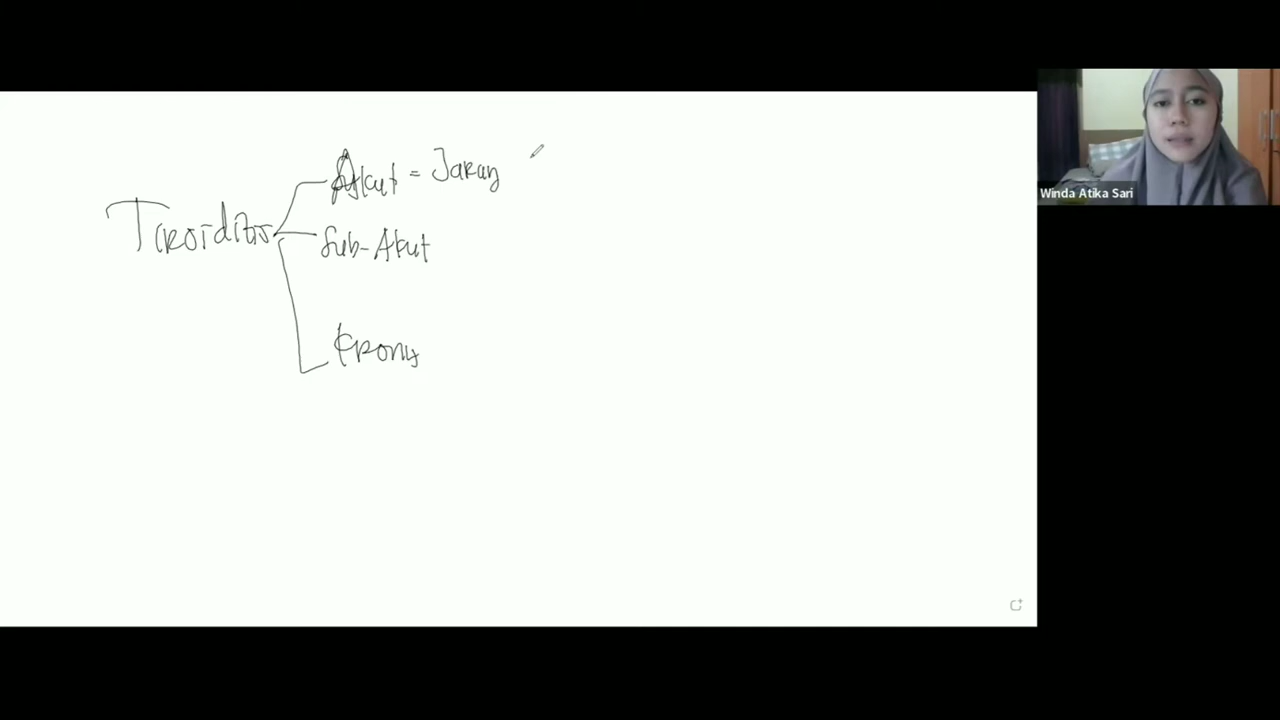 Tiroiditis
Akut = Jarang
Sub-Akut
Kronis
Winda Atika Sari